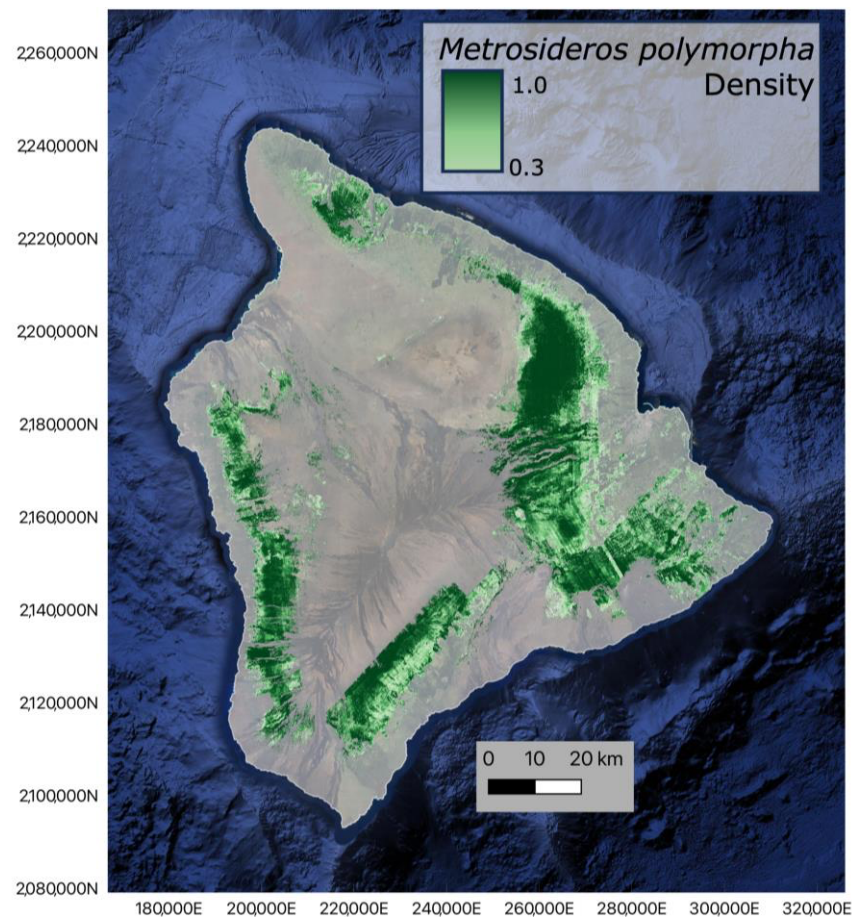 Metrosideros polymorpha
Density
1.0
0.3
2,260,000N
2,240,000N
2,220,000N
2,200,000N
2,180,000N
2,160,000N
2,140,000N
2,120,000N
2,100,000N
2,080,000N
0 10 20 km
180,000E 200,000E 220,000E 240,000E 260,000E 280,000E 300,000E 320,000E